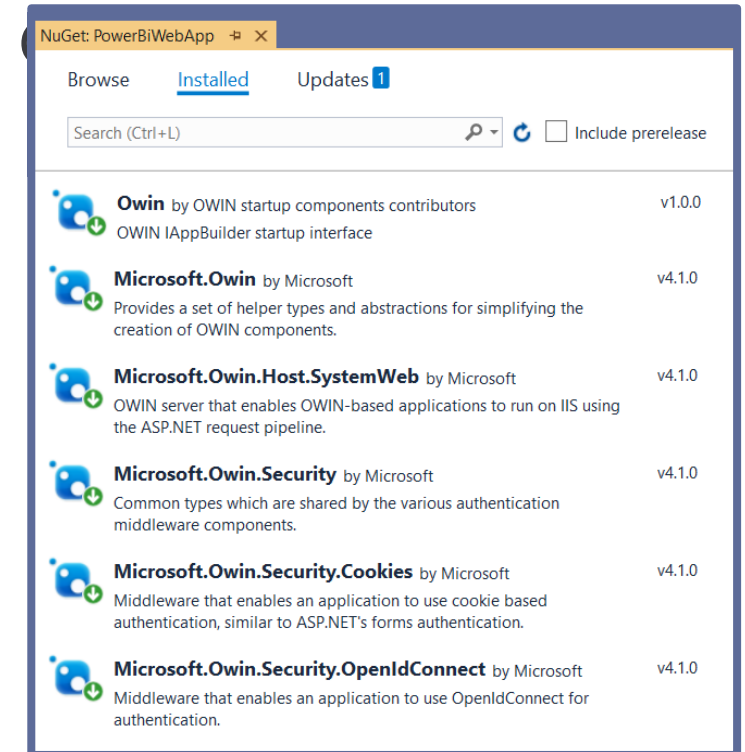 NuGet: PowerBiWebApp
Browse Installed Updates 1
Search (Ctrl+L) Include prerelease
Owin by OWIN startup components contributors v1.0.0
OWIN IAppBuilder startup interface
Microsoft.Owin by Microsoft v4.1.0
Provides a set of helper types and abstractions for simplifying the
creation of OWIN components.
Microsoft.Owin.Host.SystemWeb by Microsoft v4.1.0
OWIN server that enables OWIN-based applications to run on IIS using
the ASP.NET request pipeline.
Microsoft.Owin.Security by Microsoft v4.1.0
Common types which are shared by the various authentication
middleware components.
Microsoft.Owin.Security.Cookies by Microsoft v4.1.0
Middleware that enables an application to use cookie based
authentication, similar to ASP.NET's forms authentication.
Microsoft.Owin.Security.OpenIdConnect by Microsoft v4.1.0
Middleware that enables an application to use OpenIdConnect for
authentication.